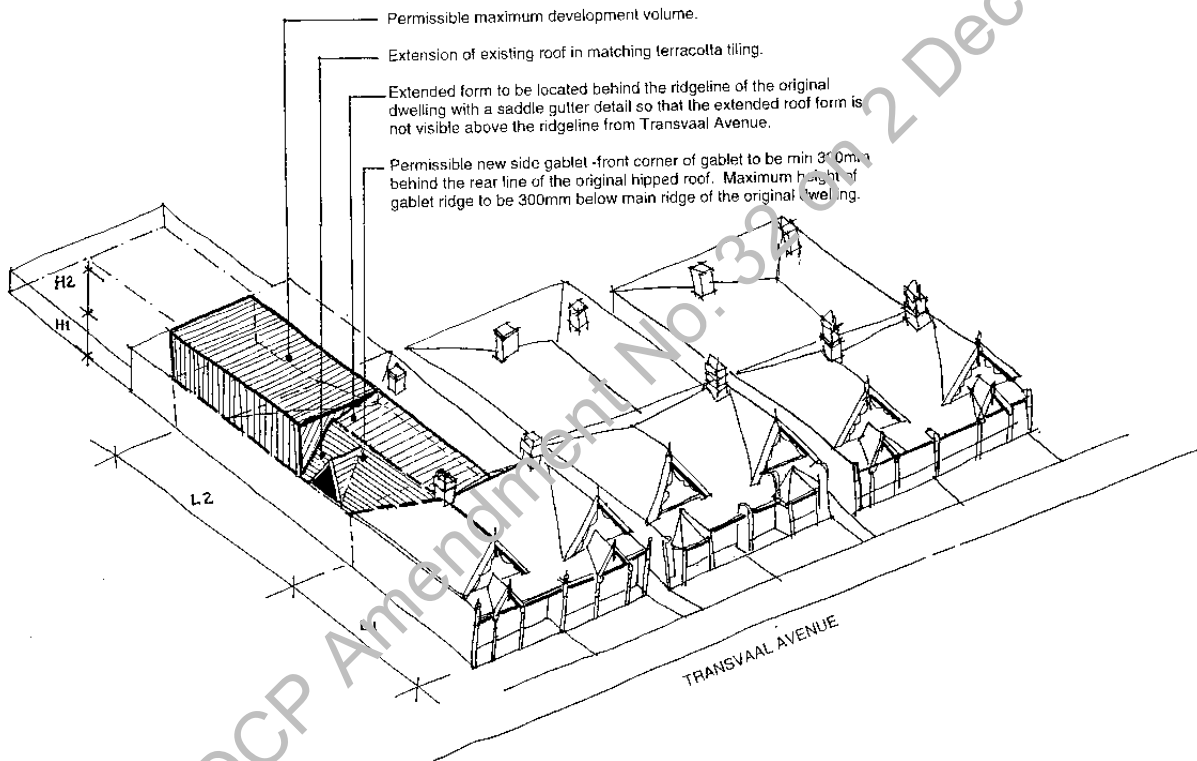 Permissible maximum development volume.
Extension of existing roof in matching terracotta tiling.
Extended form to be located behind the ridgeline of the original
dwelling with a saddle gutter detail so that the extended roof form is
not visible above the ridgeline from Transvaal Avenue.
Permissible new side gablet -front corner of gablet to be min 300mm
behind the rear line of the original hipped roof. Maximum height of
gablet ridge to be 300mm below main ridge of the original dwelling.
H2
H1
L2
TRANSVAAL AVENUE
DCP Amendment No. 32 on 2 Dec